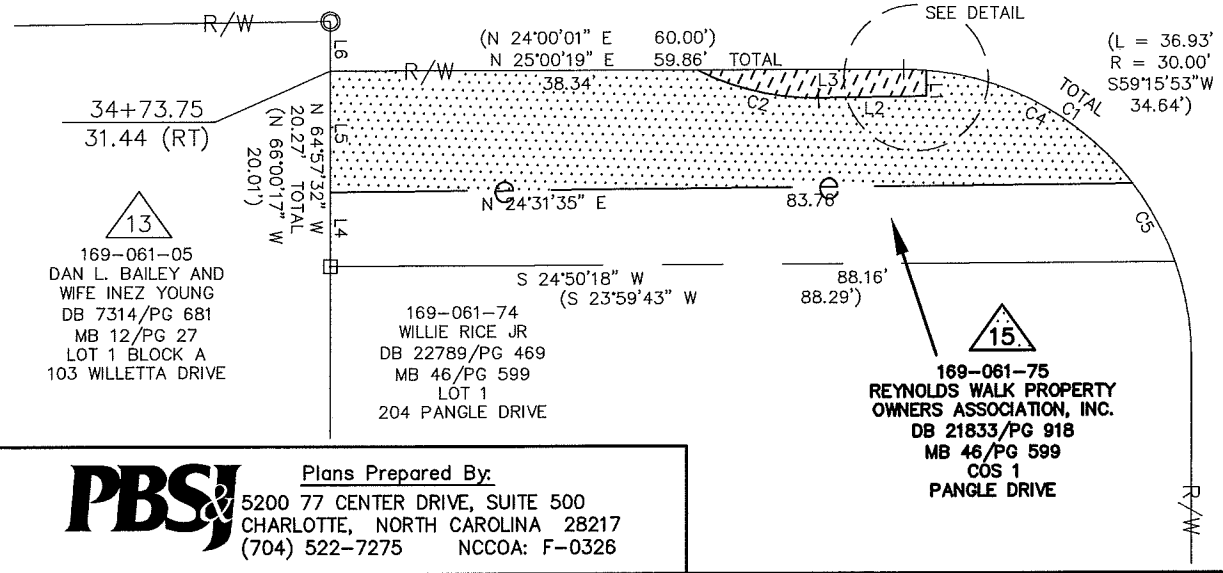 R/W
SEE DETAIL
L6
(N 24°00'01" E 60.00')
N 25°00'19" E 59.86' TOTAL
38.34'
R/W
(L = 36.93'
R = 30.00'
S59°15'53"W
34.64')
TOTAL
C1
C4
L3
L1
L2
C2
34+73.75
31.44 (RT)
L5
N 64°57'32" W
20.27' TOTAL
(N 66°00'17" W
20.01')
L4
e
e
N 24°31'35" E 83.76'
C5
13
169-061-05
DAN L. BAILEY AND
WIFE INEZ YOUNG
DB 7314/PG 681
MB 12/PG 27
LOT 1 BLOCK A
103 WILLETTA DRIVE
S 24°50'18" W 88.16'
(S 23°59'43" W 88.29')
169-061-74
WILLIE RICE JR
DB 22789/PG 469
MB 46/PG 599
LOT 1
204 PANGLE DRIVE
15
169-061-75
REYNOLDS WALK PROPERTY
OWNERS ASSOCIATION, INC.
DB 21833/PG 918
MB 46/PG 599
COS 1
PANGLE DRIVE
R/W
PBS&J
Plans Prepared By:
5200 77 CENTER DRIVE, SUITE 500
CHARLOTTE, NORTH CAROLINA 28217
(704) 522-7275 NCCOA: F-0326